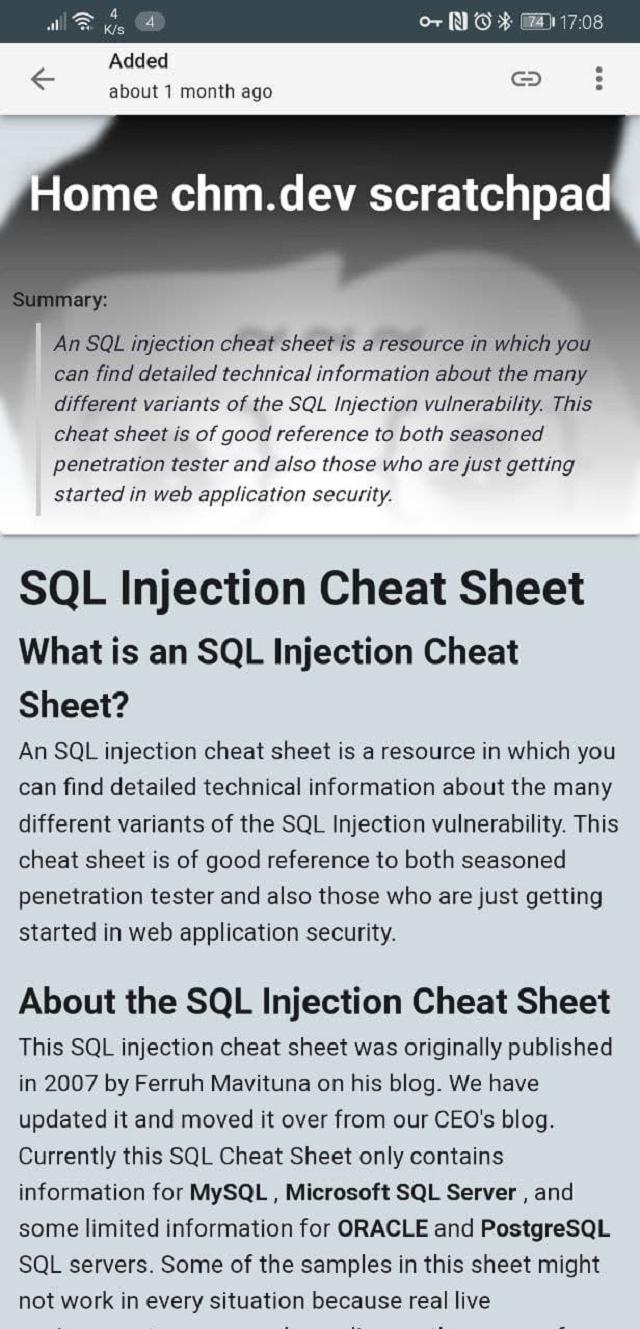 4
K/s
4
74
17:08
Added
about 1 month ago
Home chm.dev scratchpad
Summary:
An SQL injection cheat sheet is a resource in which you
can find detailed technical information about the many
different variants of the SQL Injection vulnerability. This
cheat sheet is of good reference to both seasoned
penetration tester and also those who are just getting
started in web application security.
SQL Injection Cheat Sheet
What is an SQL Injection Cheat
Sheet?
An SQL injection cheat sheet is a resource in which you
can find detailed technical information about the many
different variants of the SQL Injection vulnerability. This
cheat sheet is of good reference to both seasoned
penetration tester and also those who are just getting
started in web application security.
About the SQL Injection Cheat Sheet
This SQL injection cheat sheet was originally published
in 2007 by Ferruh Mavituna on his blog. We have
updated it and moved it over from our CEO's blog.
Currently this SQL Cheat Sheet only contains
information for MySQL , Microsoft SQL Server , and
some limited information for ORACLE and PostgreSQL
SQL servers. Some of the samples in this sheet might
not work in every situation because real live